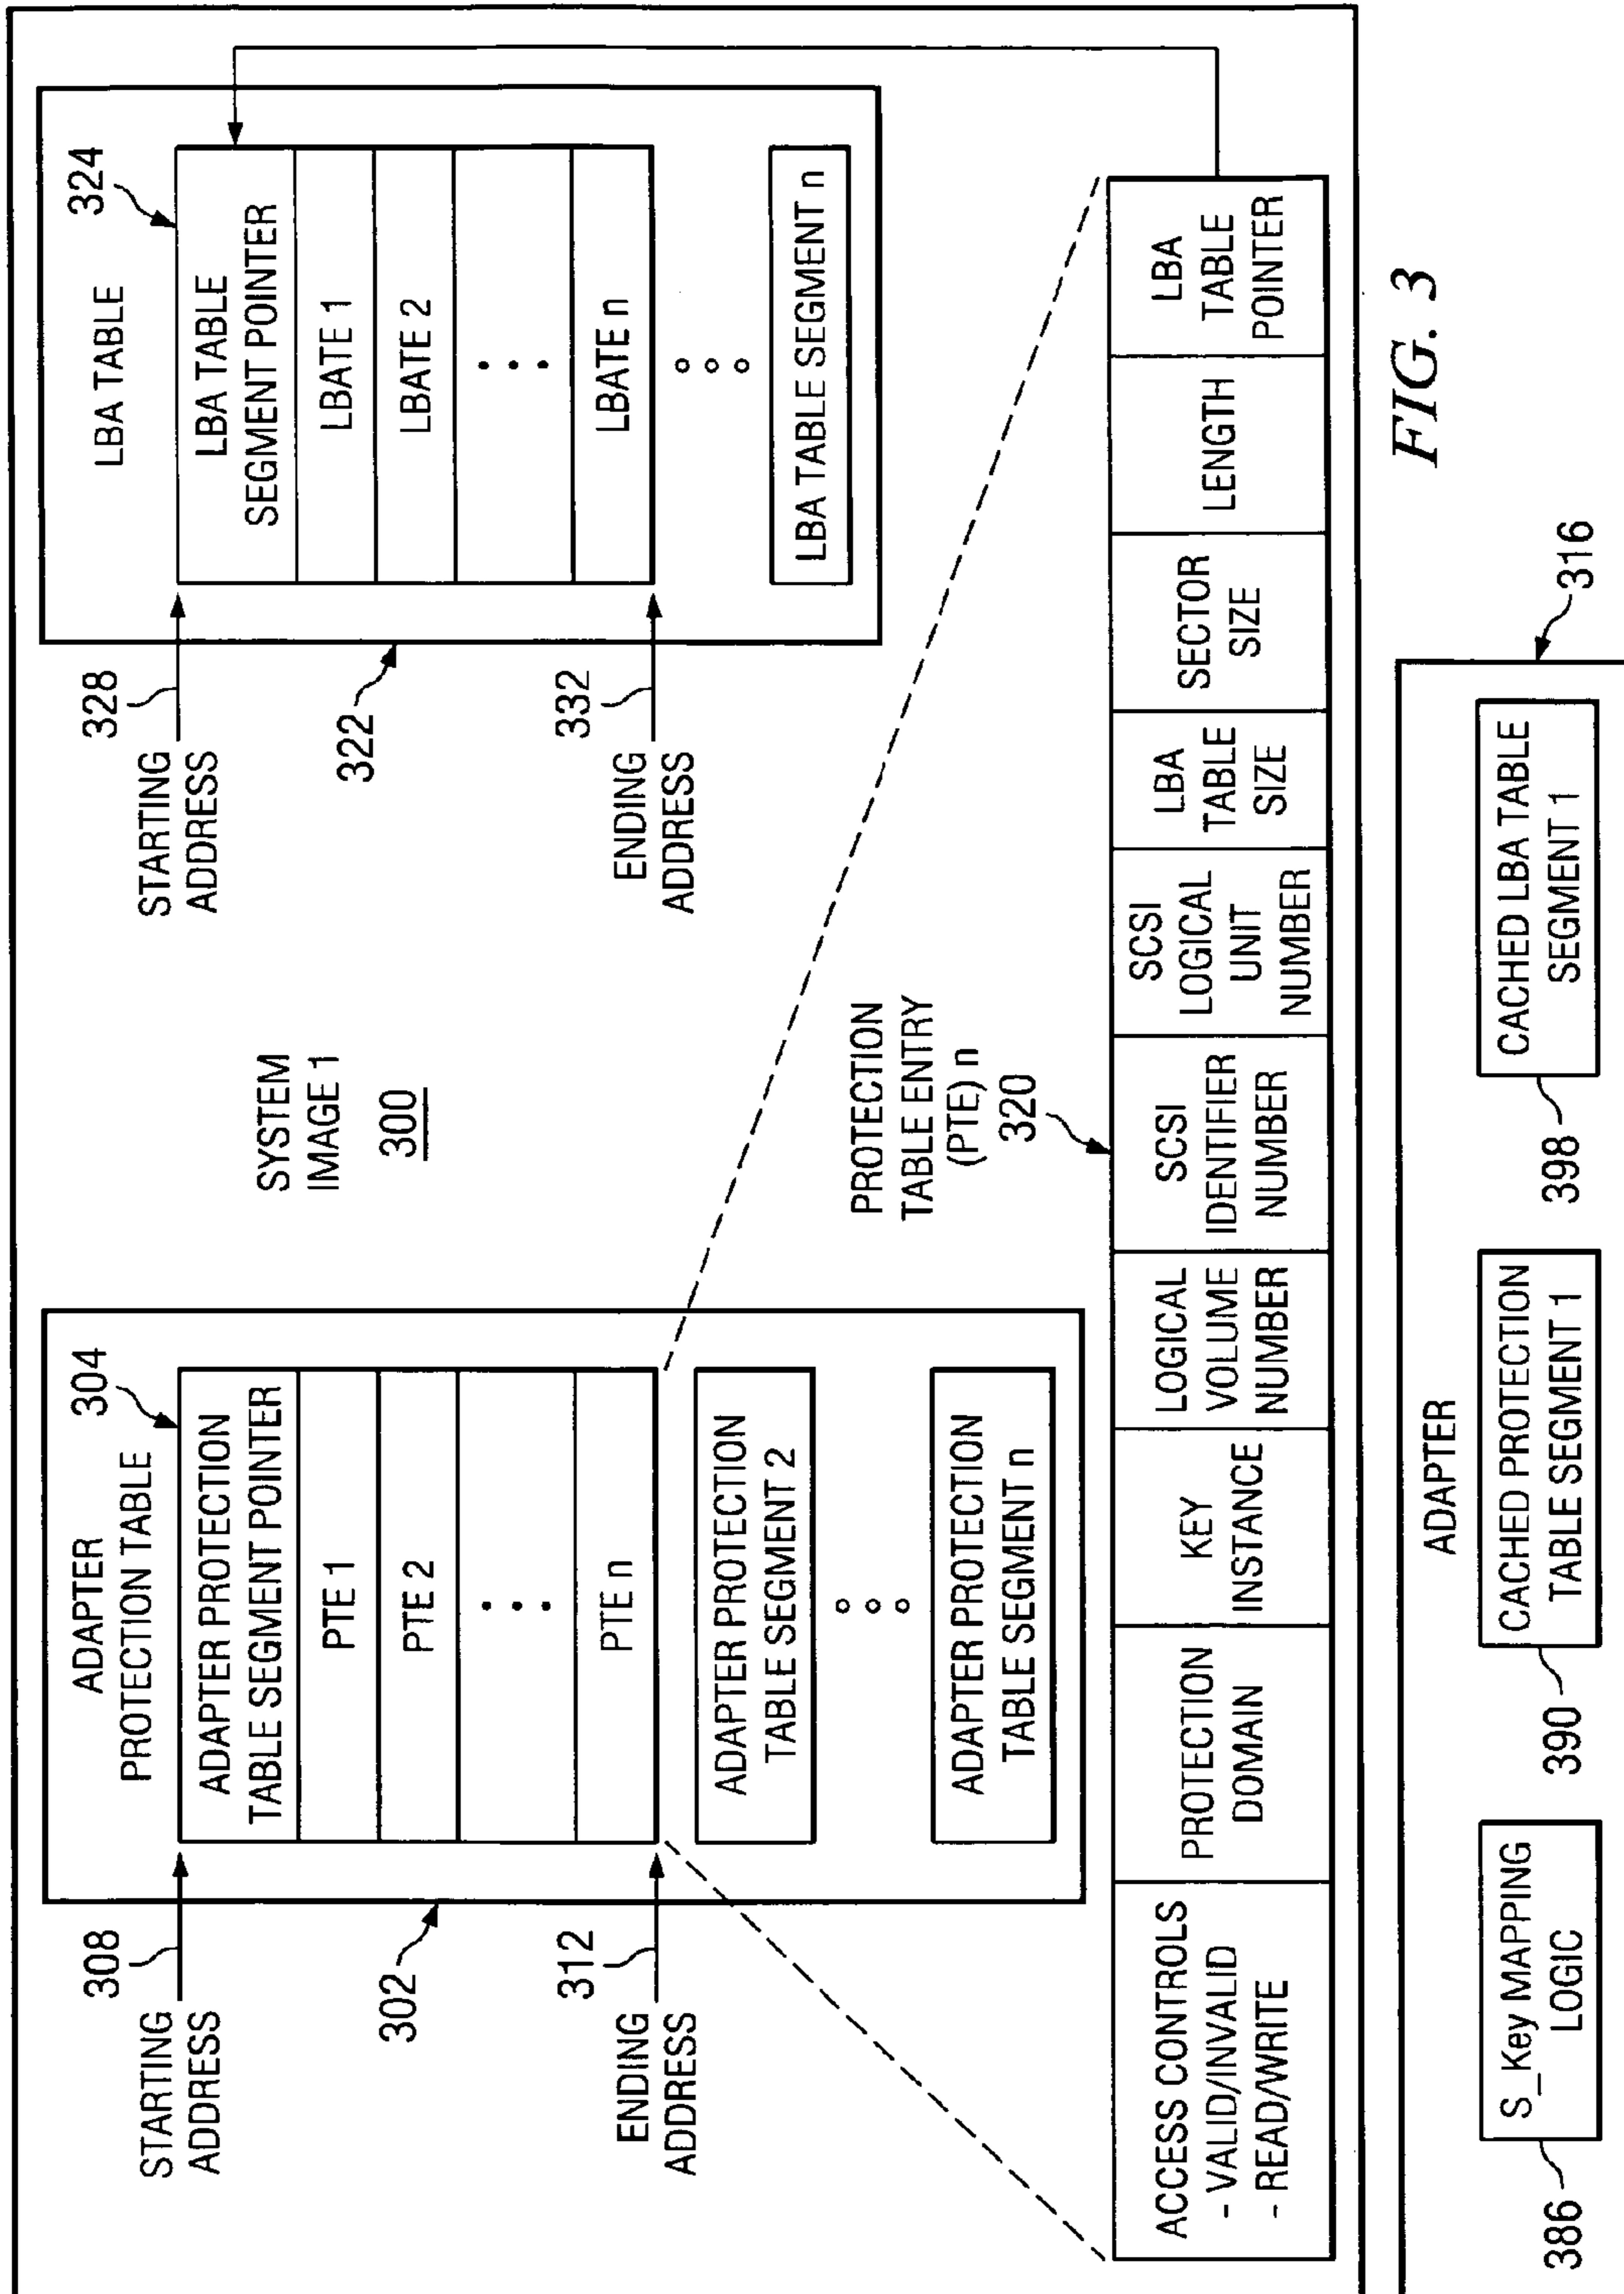 ADAPTER
PROTECTION TABLE
304
308
STARTING
ADDRESS
ADAPTER PROTECTION
TABLE SEGMENT POINTER
PTE 1
PTE 2
PTE n
302
312
ENDING
ADDRESS
ADAPTER PROTECTION
TABLE SEGMENT 2
ADAPTER PROTECTION
TABLE SEGMENT n
SYSTEM
IMAGE 1
300
LBA TABLE
324
328
STARTING
ADDRESS
LBA TABLE
SEGMENT POINTER
LBATE 1
LBATE 2
LBATE n
322
332
ENDING
ADDRESS
LBA TABLE SEGMENT n
PROTECTION
TABLE ENTRY
(PTE) n
320
ACCESS CONTROLS
- VALID/INVALID
- READ/WRITE
PROTECTION
DOMAIN
KEY
INSTANCE
LOGICAL
VOLUME
NUMBER
SCSI
IDENTIFIER
NUMBER
SCSI
LOGICAL
UNIT
NUMBER
LBA
TABLE
SIZE
SECTOR
SIZE
LENGTH
LBA
TABLE
POINTER
FIG. 3
ADAPTER
316
386
S_Key MAPPING
LOGIC
390
CACHED PROTECTION
TABLE SEGMENT 1
398
CACHED LBA TABLE
SEGMENT 1